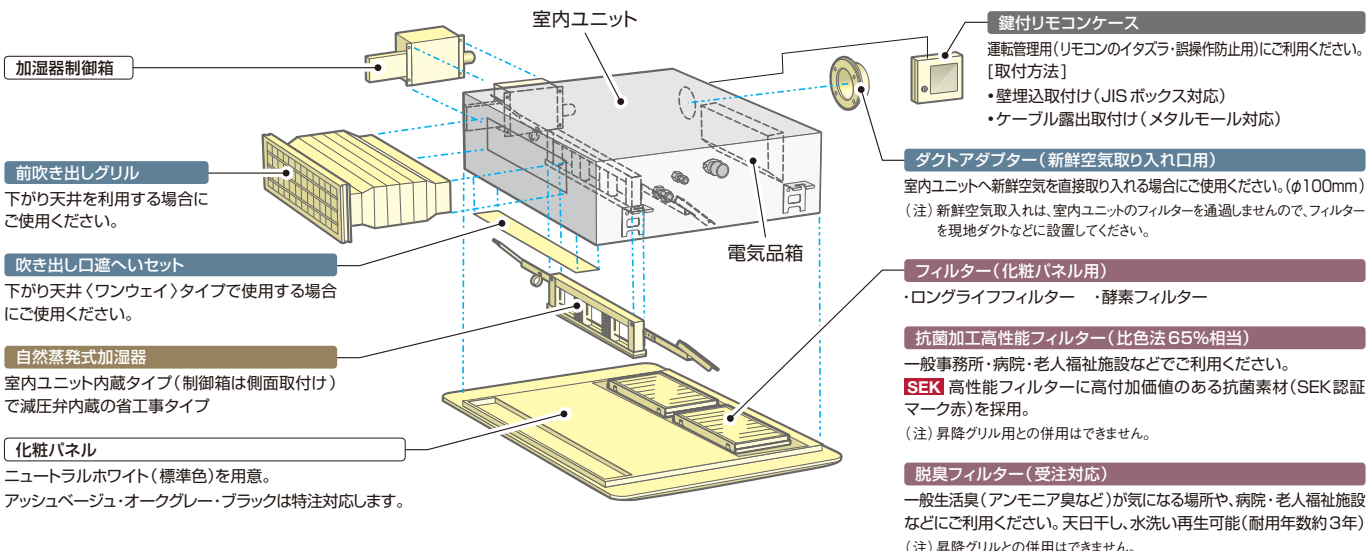 室内ユニット
加湿器制御箱
前吹き出しグリル
下がり天井を利用する場合に
ご使用ください。
吹き出し口遮へいセット
下がり天井〈ワンウェイ〉タイプで使用する場合
にご使用ください。
自然蒸発式加湿器
室内ユニット内蔵タイプ(制御箱は側面取付け)
で減圧弁内蔵の省工事タイプ
化粧パネル
ニュートラルホワイト(標準色)を用意。
アッシュベージュ・オークグレー・ブラックは特注対応します。
電気品箱
鍵付リモコンケース
運転管理用(リモコンのイタズラ・誤操作防止用)にご利用ください。
[取付方法]
・壁埋込取付け(JISボックス対応)
・ケーブル露出取付け(メタルモール対応)
ダクトアダプター(新鮮空気取り入れ口用)
室内ユニットへ新鮮空気を直接取り入れる場合にご使用ください。(φ100mm)
(注)新鮮空気取入れは、室内ユニットのフィルターを通過しませんので、フィルター
を現地ダクトなどに設置してください。
フィルター(化粧パネル用)
・ロングライフフィルター ・酵素フィルター
抗菌加工高性能フィルター(比色法65%相当)
一般事務所・病院・老人福祉施設などでご利用ください。
SEK 高性能フィルターに高付加価値のある抗菌素材(SEK認証
マーク赤)を採用。
(注)昇降グリル用との併用はできません。
脱臭フィルター(受注対応)
一般生活臭(アンモニア臭など)が気になる場所や、病院・老人福祉施設
などにご利用ください。天日干し、水洗い再生可能(耐用年数約3年)
(注)昇降グリルとの併用はできません。